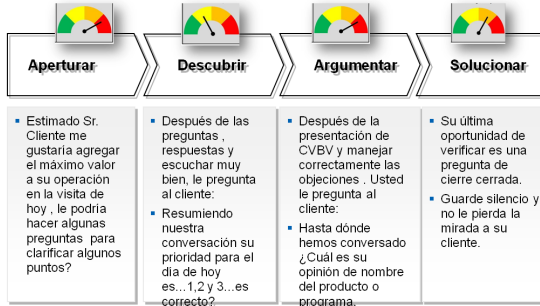 Aperturar
Descubrir
Argumentar
Solucionar
Estimado Sr.
Cliente me
gustaría agregar
el máximo valor
a su operación
en la visita de
hoy , le podría
hacer algunas
preguntas para
clarificar algunos
puntos?
Después de las
preguntas ,
respuestas y
escuchar muy
bien, le pregunta
al cliente:
Resumiendo
nuestra
conversación su
prioridad para el
día de hoy
es...1,2 y 3...es
correcto?
Después de la
presentación de
CVBV y manejar
correctamente las
objeciones . Usted
le pregunta al
cliente:
Hasta dónde
hemos conversado
¿Cuál es su
opinión de nombre
del producto o
programa.
Su última
oportunidad de
verificar es una
pregunta de
cierre cerrada.
Guarde silencio y
no le pierda la
mirada a su
cliente.